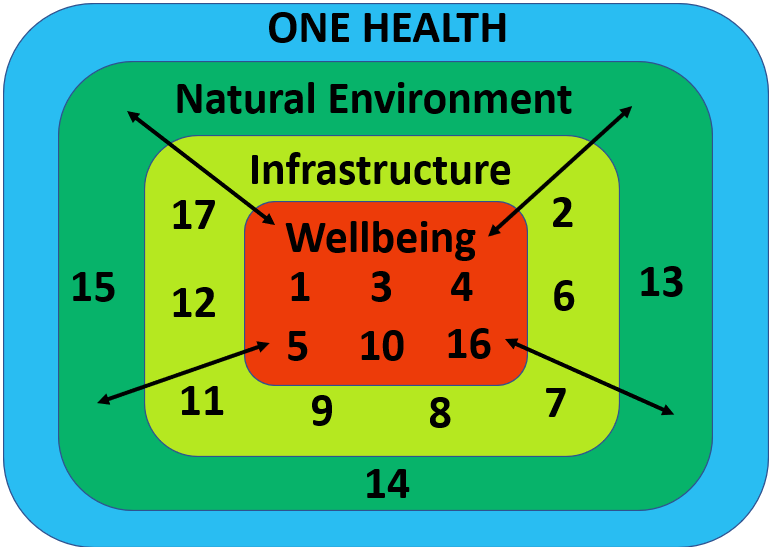 ONE HEALTH
Natural Environment
Infrastructure
17 2
Wellbeing
15 1 3 4 13
12 6
5 10 16
11 9 8 7
14